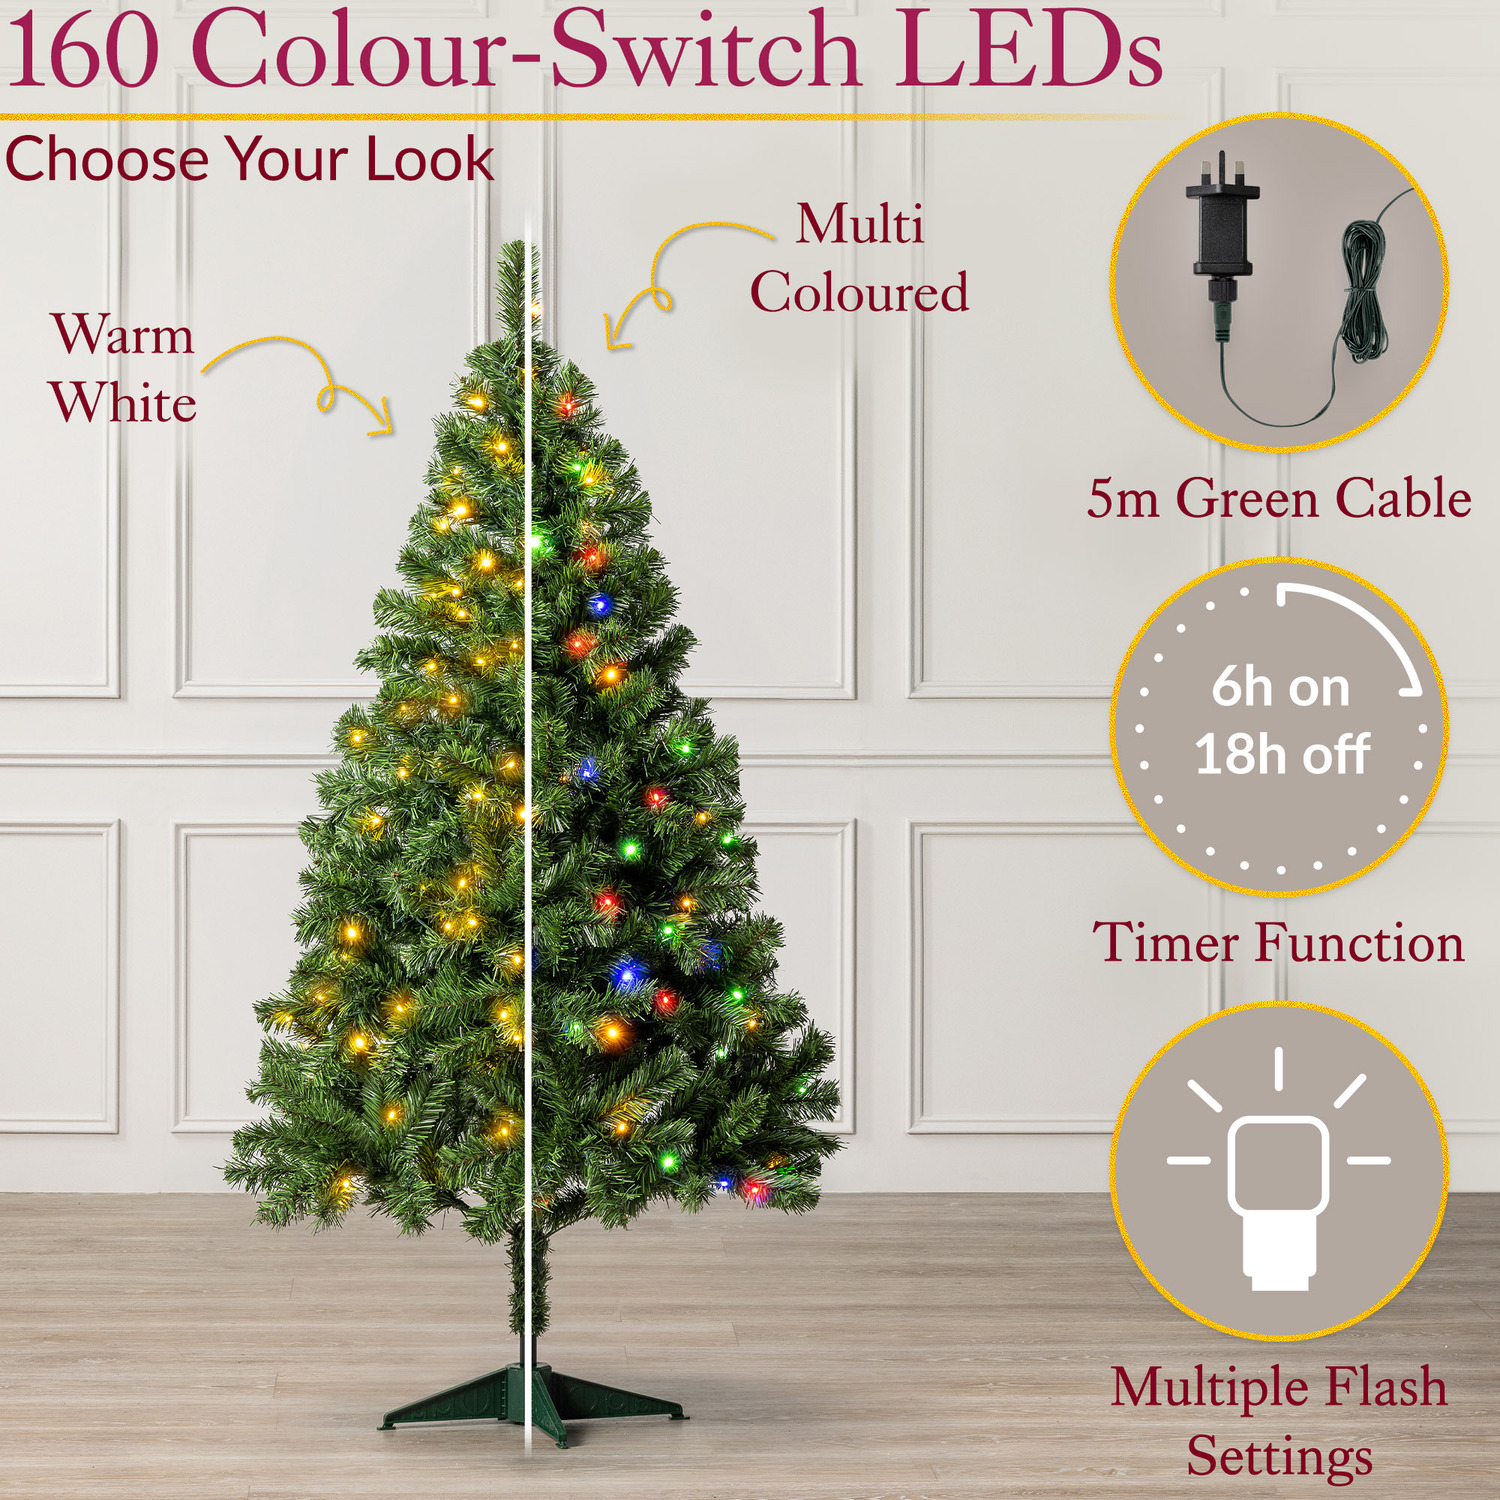 160 Colour-Switch LEDs
Choose Your Look
Warm
White
Multi
Coloured
5m Green Cable
6h on
18h off
Timer Function
Multiple Flash
Settings